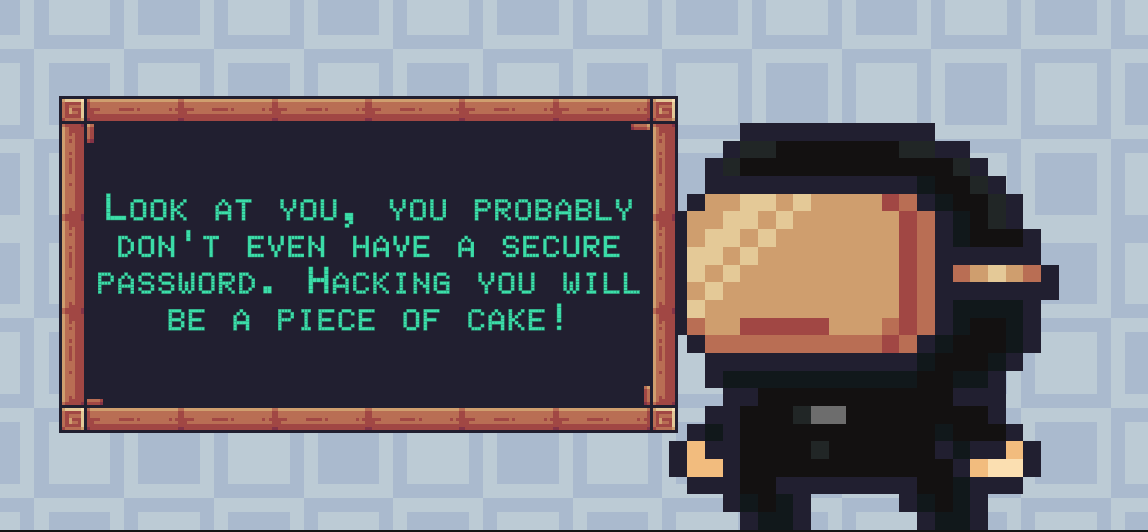 Look at you, you probably
don't even have a secure
password. Hacking you will
be a piece of cake!